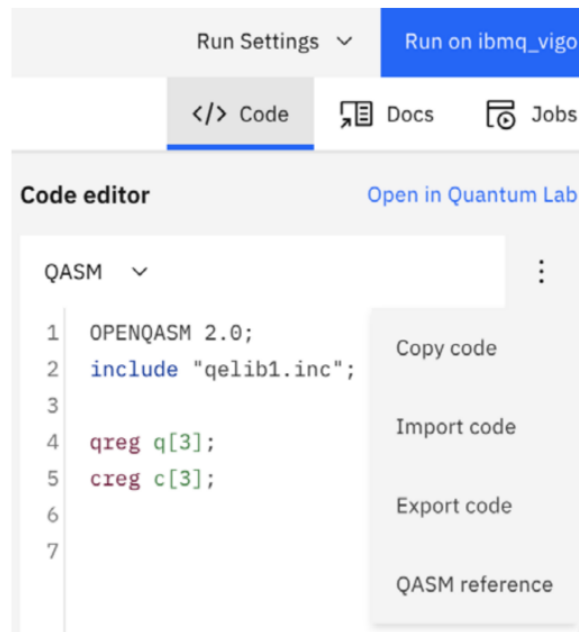 Run Settings
Run on ibmq_vigo
</> Code
Docs
Jobs
Code editor
Open in Quantum Lab
QASM
1 OPENQASM 2.0;
2 include "qelib1.inc";
3
4 qreg q[3];
5 creg c[3];
6
7
Copy code
Import code
Export code
QASM reference